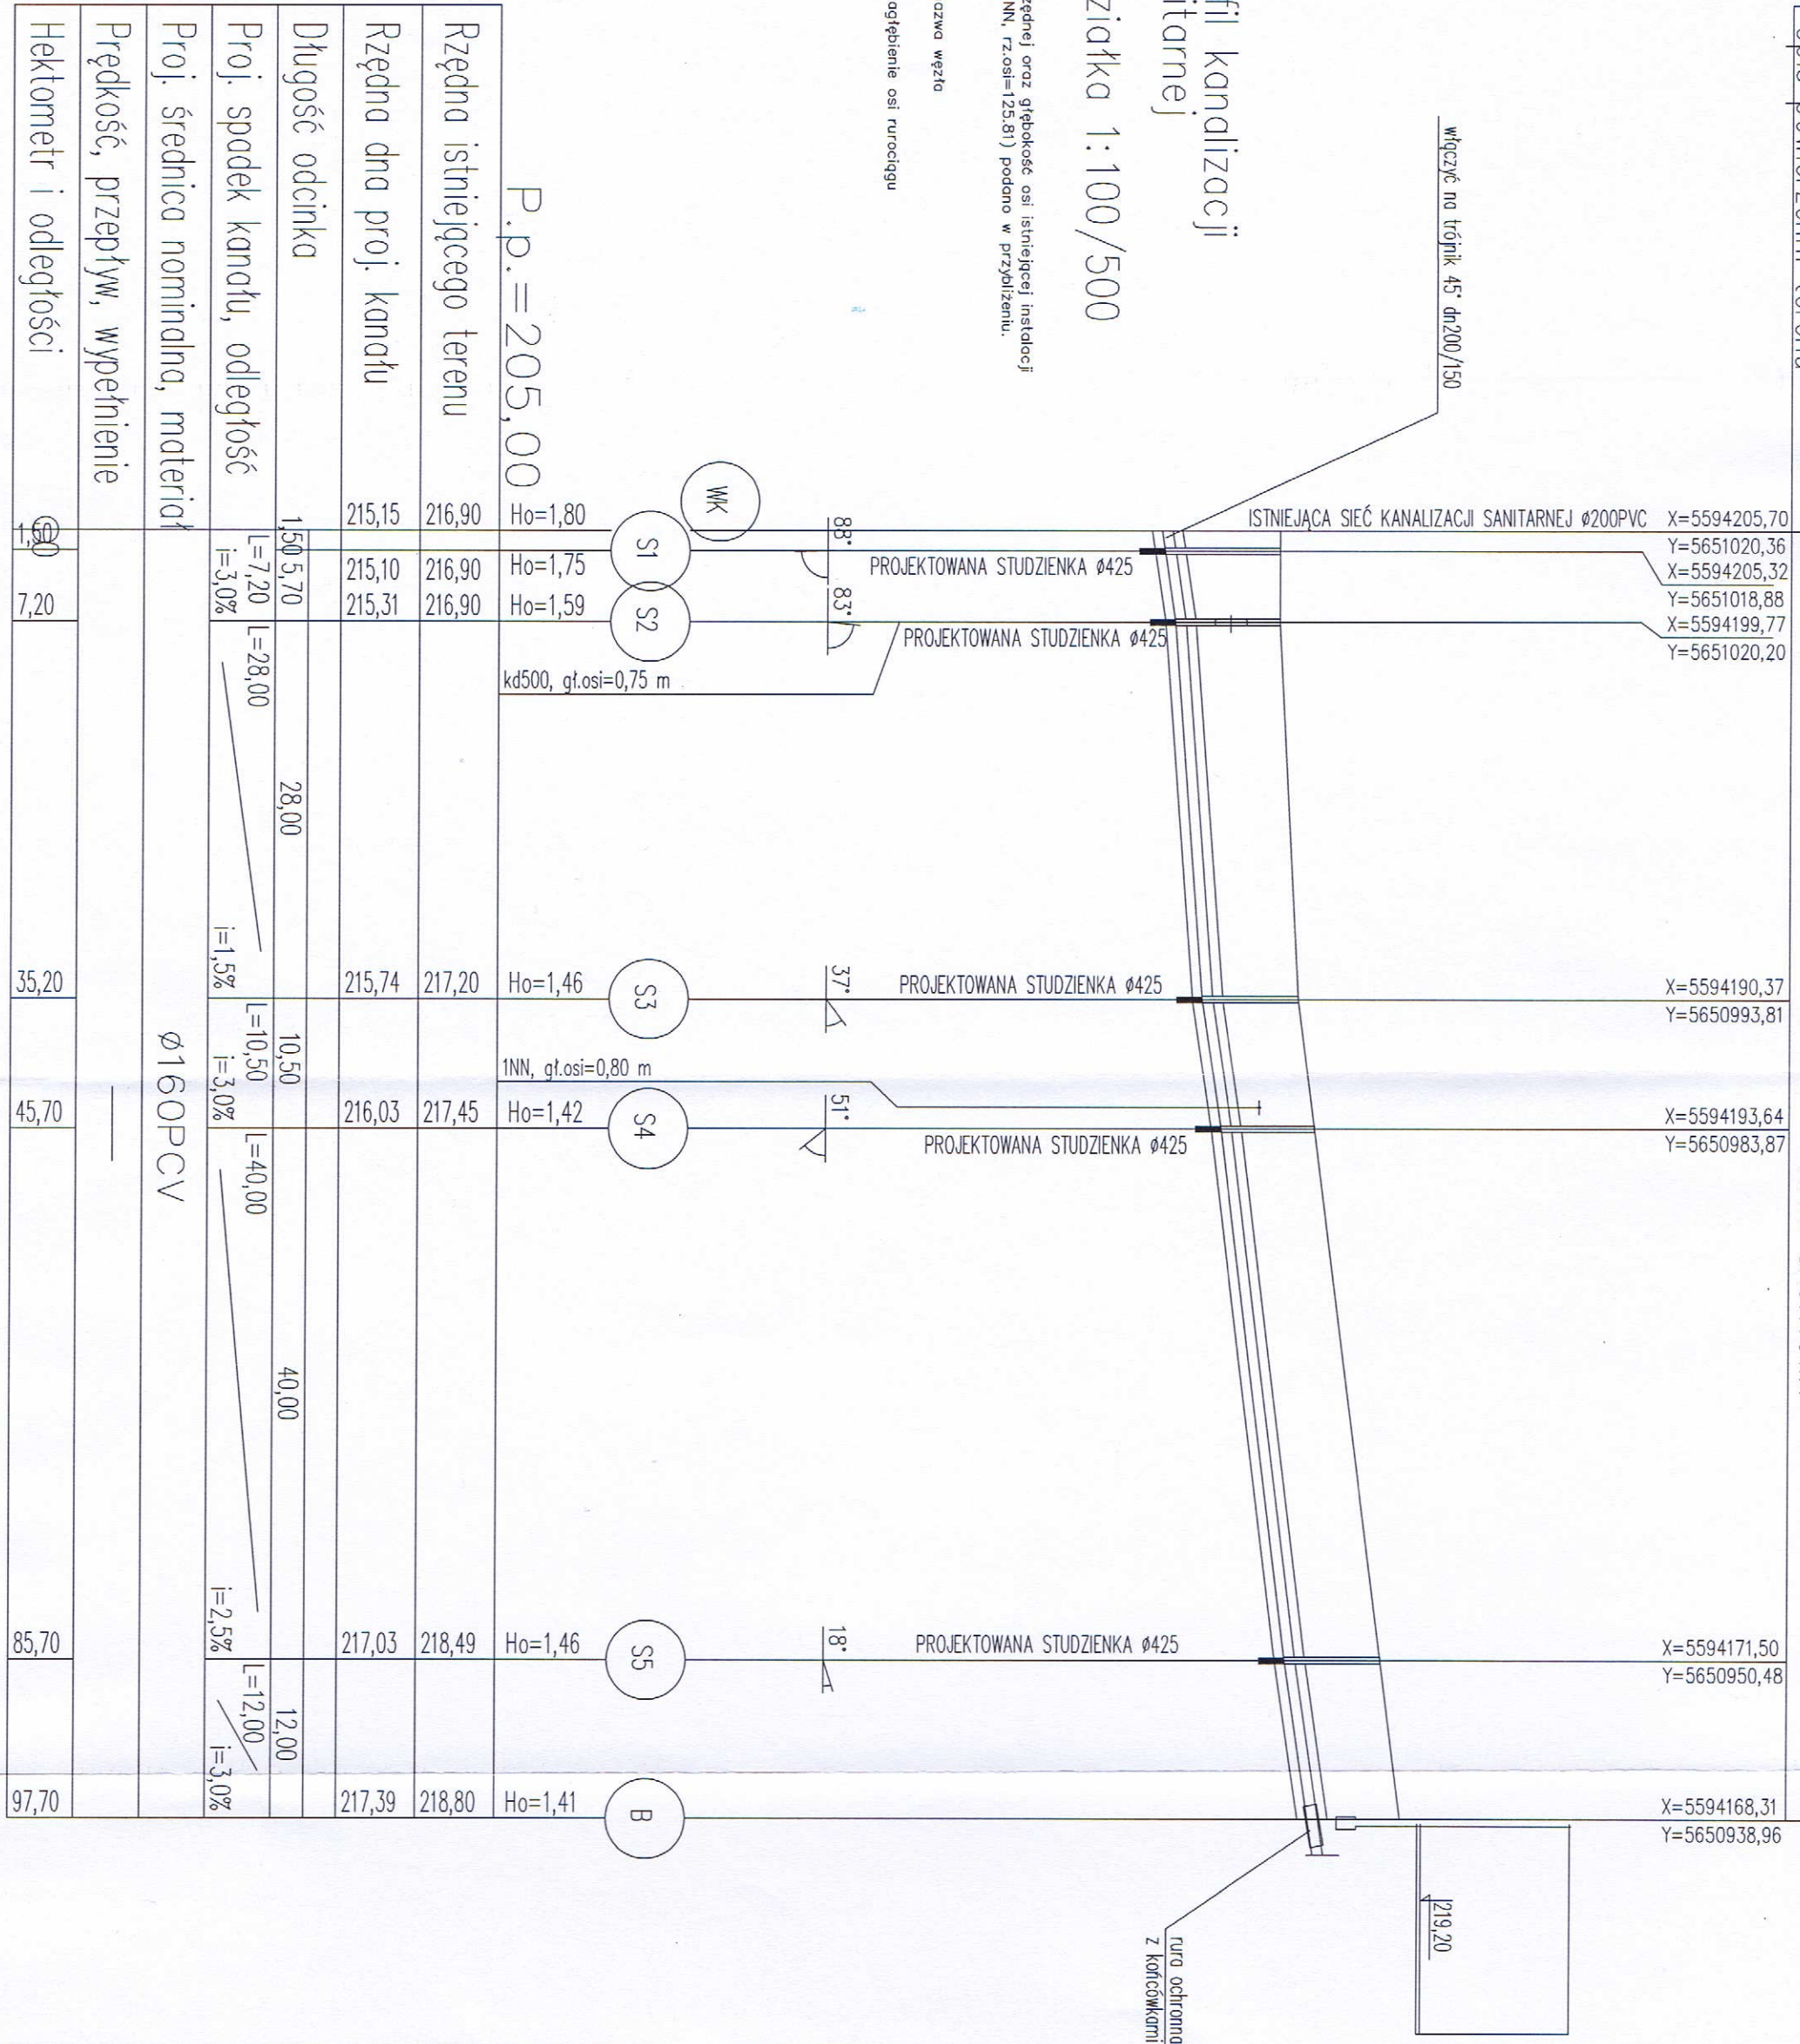 włączyć na trójnik 45° dn200/150
fil kanalizacji
itarnej
ziałka 1:100/500
zędnej oraz głębokość osi istniejącej instalacji
NN, rz.osi=125.81) podano w przybliżeniu.
azwa węzła
agłębienie osi rurociągu
X=5594205,70
Y=5651020,36
X=5594205,32
Y=5651018,88
X=5594199,77
Y=5651020,20
X=5594190,37
Y=5650993,81
X=5594193,64
Y=5650983,87
X=5594171,50
Y=5650950,48
X=5594168,31
Y=5650938,96
ISTNIEJĄCA SIEĆ KANALIZACJI SANITARNEJ ø200PVC
PROJEKTOWANA STUDZIENKA ø425
PROJEKTOWANA STUDZIENKA ø425
PROJEKTOWANA STUDZIENKA ø425
PROJEKTOWANA STUDZIENKA ø425
PROJEKTOWANA STUDZIENKA ø425
219,20
rura ochronna
z końcówkami
88°
83°
37°
51°
18°
WK
S1
S2
S3
S4
S5
B
kd500, gł.osi=0,75 m
1NN, gł.osi=0,80 m
P.p.=205,00
Ho=1,80
Ho=1,75
Ho=1,59
Ho=1,46
Ho=1,42
Ho=1,46
Ho=1,41
Rzędna istniejącego terenu
216,90
216,90
216,90
217,20
217,45
218,49
218,80
Rzędna dna proj. kanału
215,15
215,10
215,31
215,74
216,03
217,03
217,39
Długość odcinka
1,50
5,70
28,00
10,50
40,00
12,00
Proj. spadek kanału, odległość
L=7,20
i=3,0%
L=28,00
i=1,5%
L=10,50
i=3,0%
L=40,00
i=2,5%
L=12,00
i=3,0%
Proj. średnica nominalna, materiał
Ø160PCV
Prędkość, przepływ, wypełnienie
Hektometr i odległości
7,20
35,20
45,70
85,70
97,70